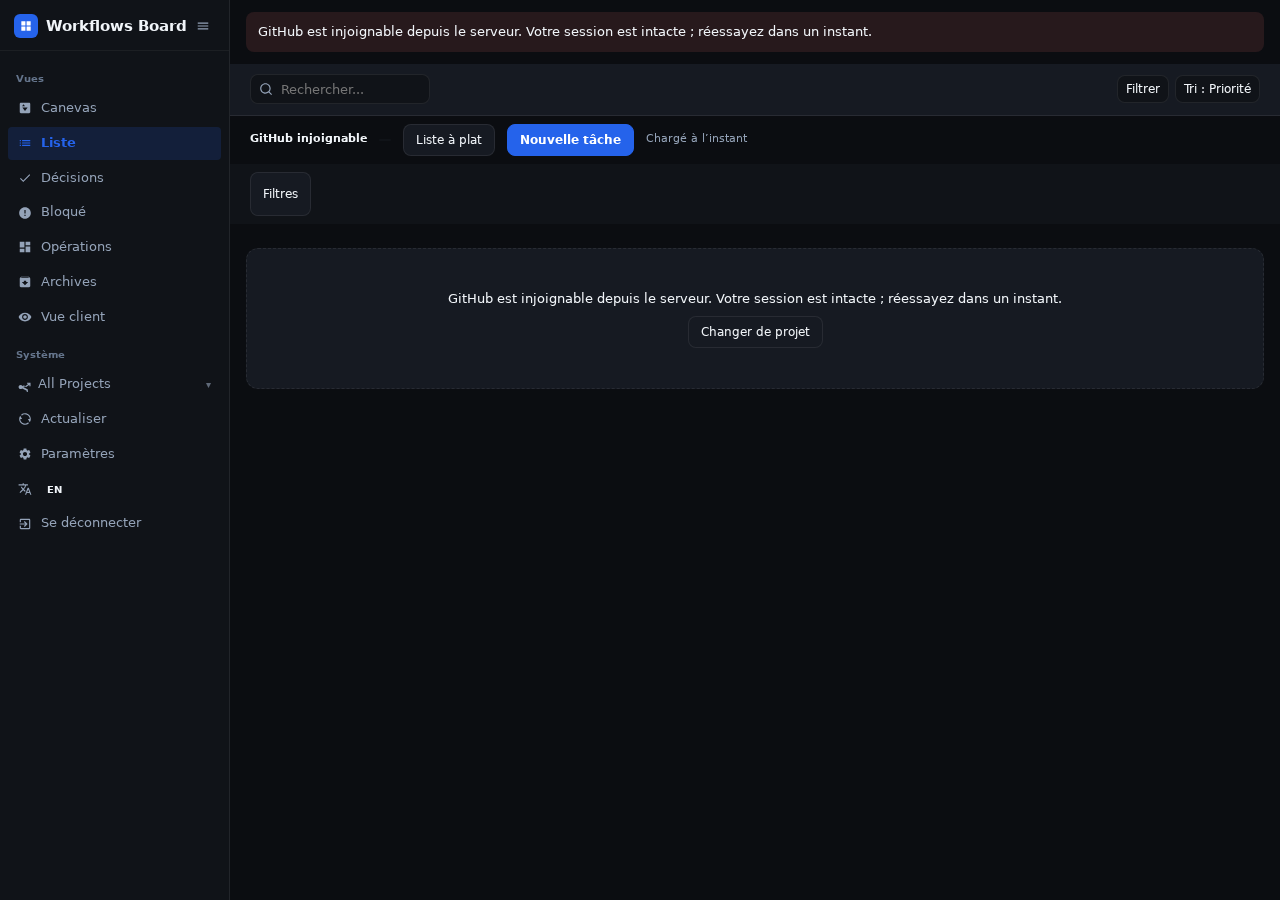 Workflows Board
Vues
Canevas
Liste
Décisions
Bloqué
Opérations
Archives
Vue client
Système
All Projects
Actualiser
Paramètres
EN
Se déconnecter
GitHub est injoignable depuis le serveur. Votre session est intacte ; réessayez dans un instant.
Rechercher...
Filtrer
Tri : Priorité
GitHub injoignable
Liste à plat
Nouvelle tâche
Chargé à l’instant
Filtres
GitHub est injoignable depuis le serveur. Votre session est intacte ; réessayez dans un instant.
Changer de projet